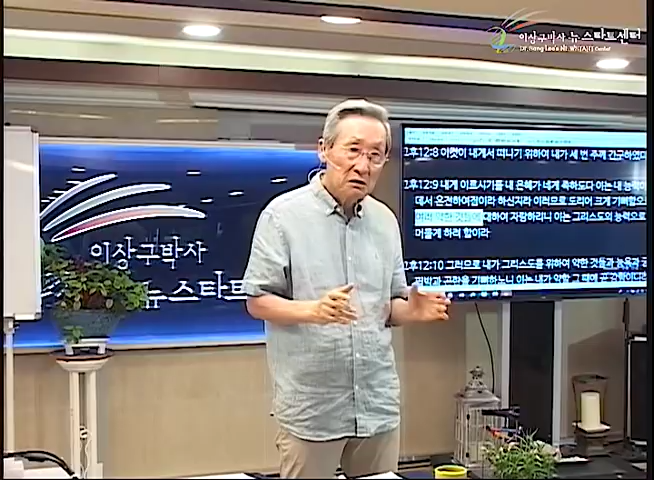 이상구박사 뉴스타트센터
Dr. Sang Lee's NEWSTART Center
고후12:8 이것이 내게서 떠나기 위하여 내가 세 번 주께 간구하였
고후12:9 내게 이르시기를 내 은혜가 네게 족하도다 이는 내 능력
데서 온전하여짐이라 하신지라 이러므로 도리어 크게 기뻐함으
여러 약한 것들에 대하여 자랑하리니 이는 그리스도의 능력으로
머물게 하려 함이라
고후12:10 그러므로 내가 그리스도를 위하여 약한 것들과 능욕과 궁
핍박과 곤란을 기뻐하노니 이는 내가 약할 그 때에 곧 강함이니라
이상구박사
뉴스타트